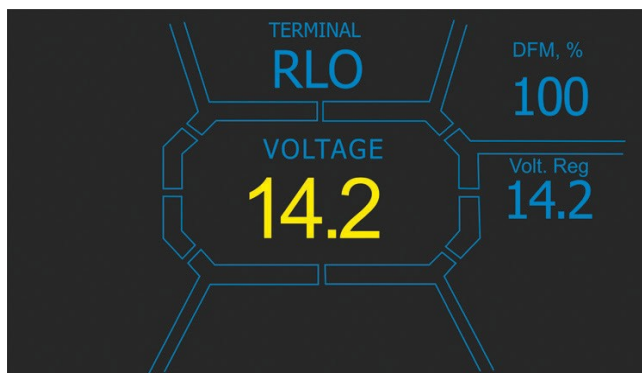 TERMINAL
RLO
DFM, %
100
VOLTAGE
14.2
Volt. Reg
14.2